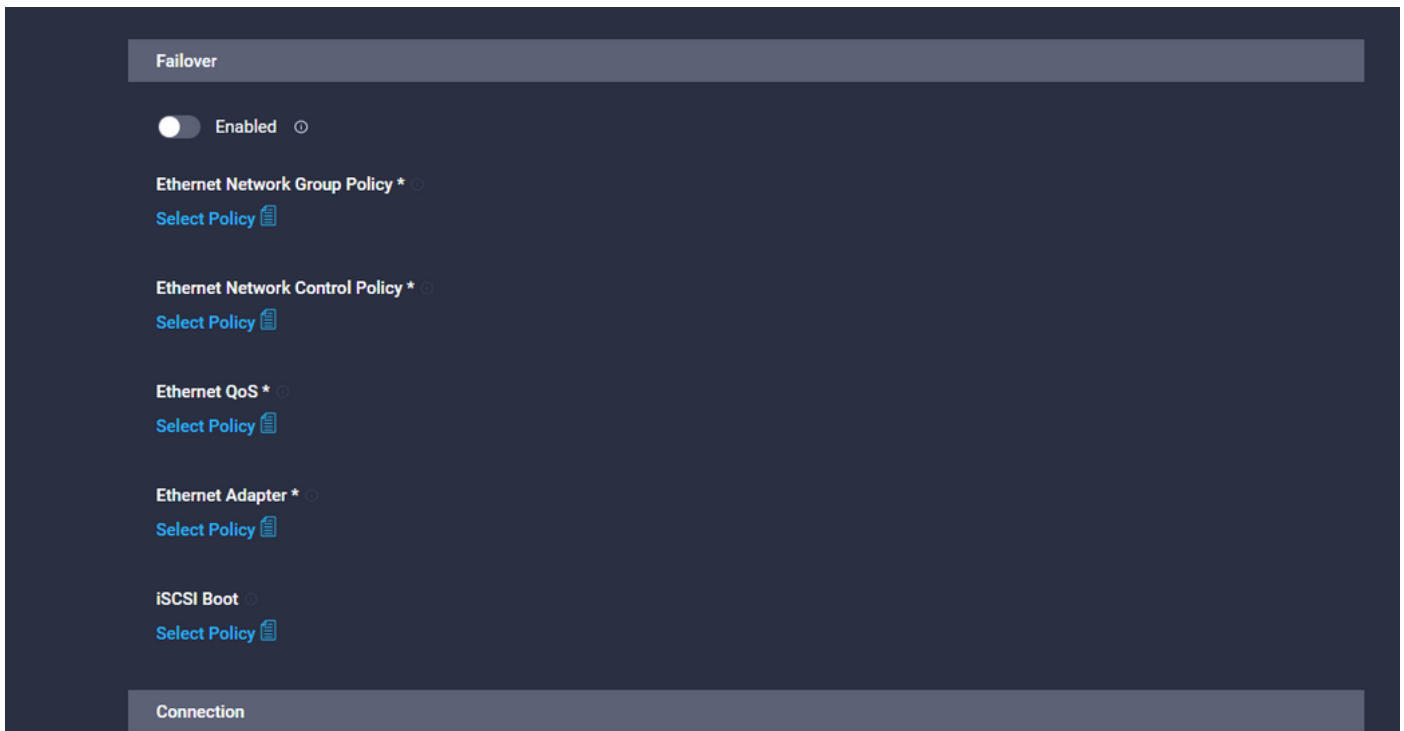 Failover
Enabled
Ethernet Network Group Policy *
Select Policy
Ethernet Network Control Policy *
Select Policy
Ethernet QoS *
Select Policy
Ethernet Adapter *
Select Policy
iSCSI Boot
Select Policy
Connection